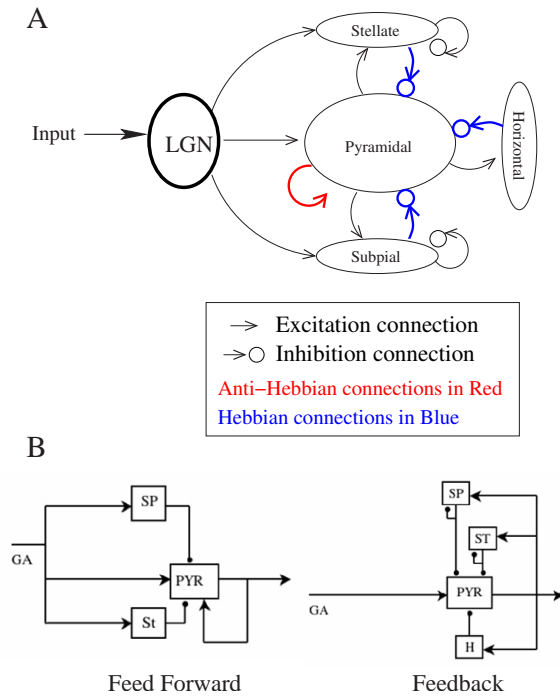 A
Stellate
Input
LGN
Pyramidal
Horizontal
Subpial
Excitation connection
Inhibition connection
Anti-Hebbian connections in Red
Hebbian connections in Blue
B
SP
GA
PYR
St
SP
ST
GA
PYR
H
Feed Forward
Feedback